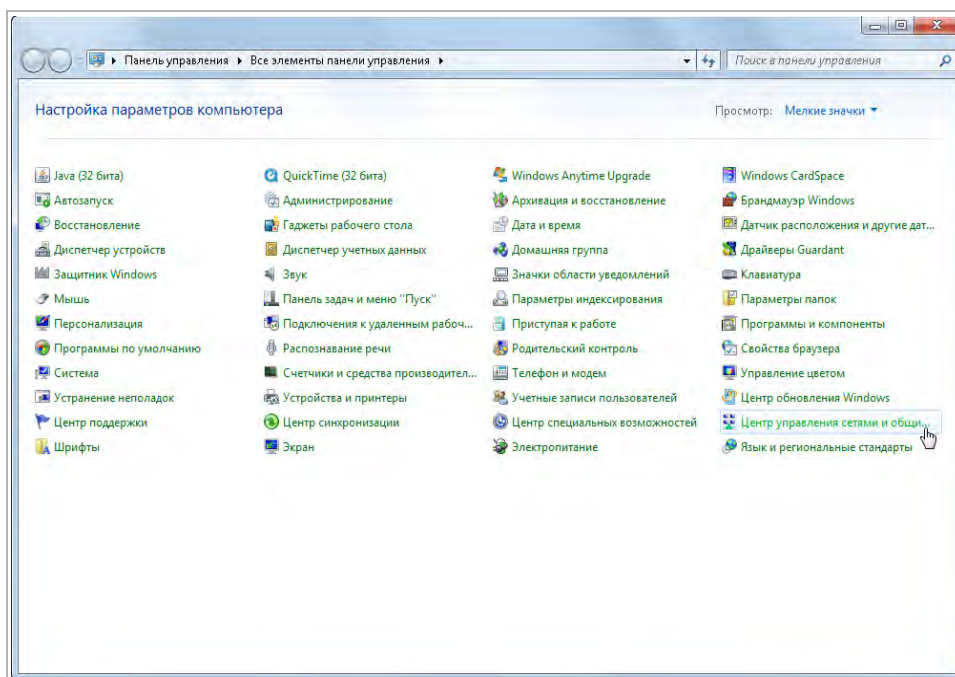 Панель управления ▸ Все элементы панели управления ▸
Поиск в панели управления
Настройка параметров компьютера
Просмотр: Мелкие значки
Java (32 бита)
QuickTime (32 бита)
Windows Anytime Upgrade
Windows CardSpace
Автозапуск
Администрирование
Архивация и восстановление
Брандмауэр Windows
Восстановление
Гаджеты рабочего стола
Дата и время
Датчик расположения и другие дат...
Диспетчер устройств
Диспетчер учетных данных
Домашняя группа
Драйверы Guardant
Защитник Windows
Звук
Значки области уведомлений
Клавиатура
Мышь
Панель задач и меню "Пуск"
Параметры индексирования
Параметры папок
Персонализация
Подключения к удаленным рабоч...
Приступая к работе
Программы и компоненты
Программы по умолчанию
Распознавание речи
Родительский контроль
Свойства браузера
Система
Счетчики и средства производител...
Телефон и модем
Управление цветом
Устранение неполадок
Устройства и принтеры
Учетные записи пользователей
Центр обновления Windows
Центр поддержки
Центр синхронизации
Центр специальных возможностей
Центр управления сетями и общи...
Шрифты
Экран
Электропитание
Язык и региональные стандарты